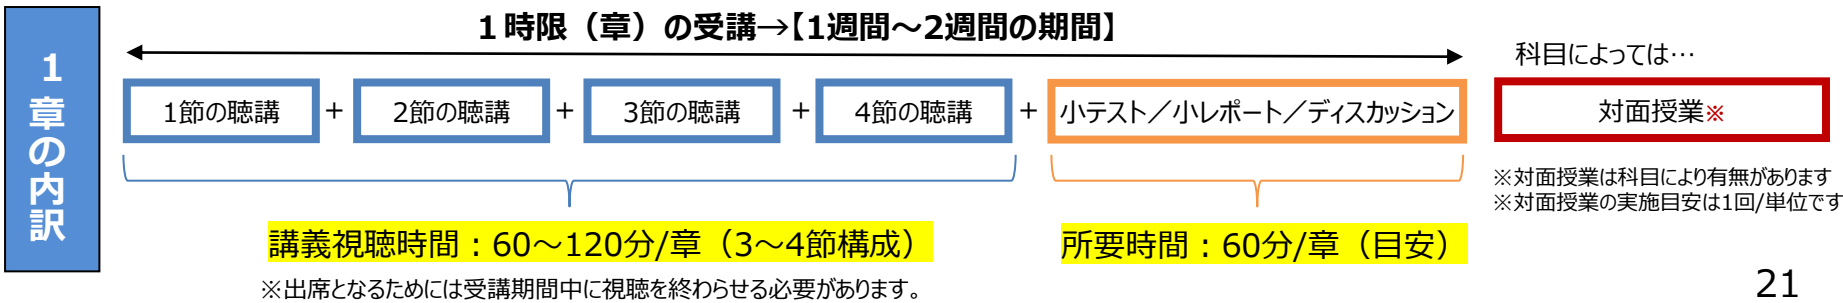 1章の内訳
1時限（章）の受講→【1週間～2週間の期間】
科目によっては…
1節の聴講 + 2節の聴講 + 3節の聴講 + 4節の聴講 + 小テスト／小レポート／ディスカッション
対面授業※
※対面授業は科目により有無があります
※対面授業の実施目安は1回/単位です
講義視聴時間：60～120分/章（3～4節構成）
所要時間：60分/章（目安）
※出席となるためには受講期間中に視聴を終わらせる必要があります。
21